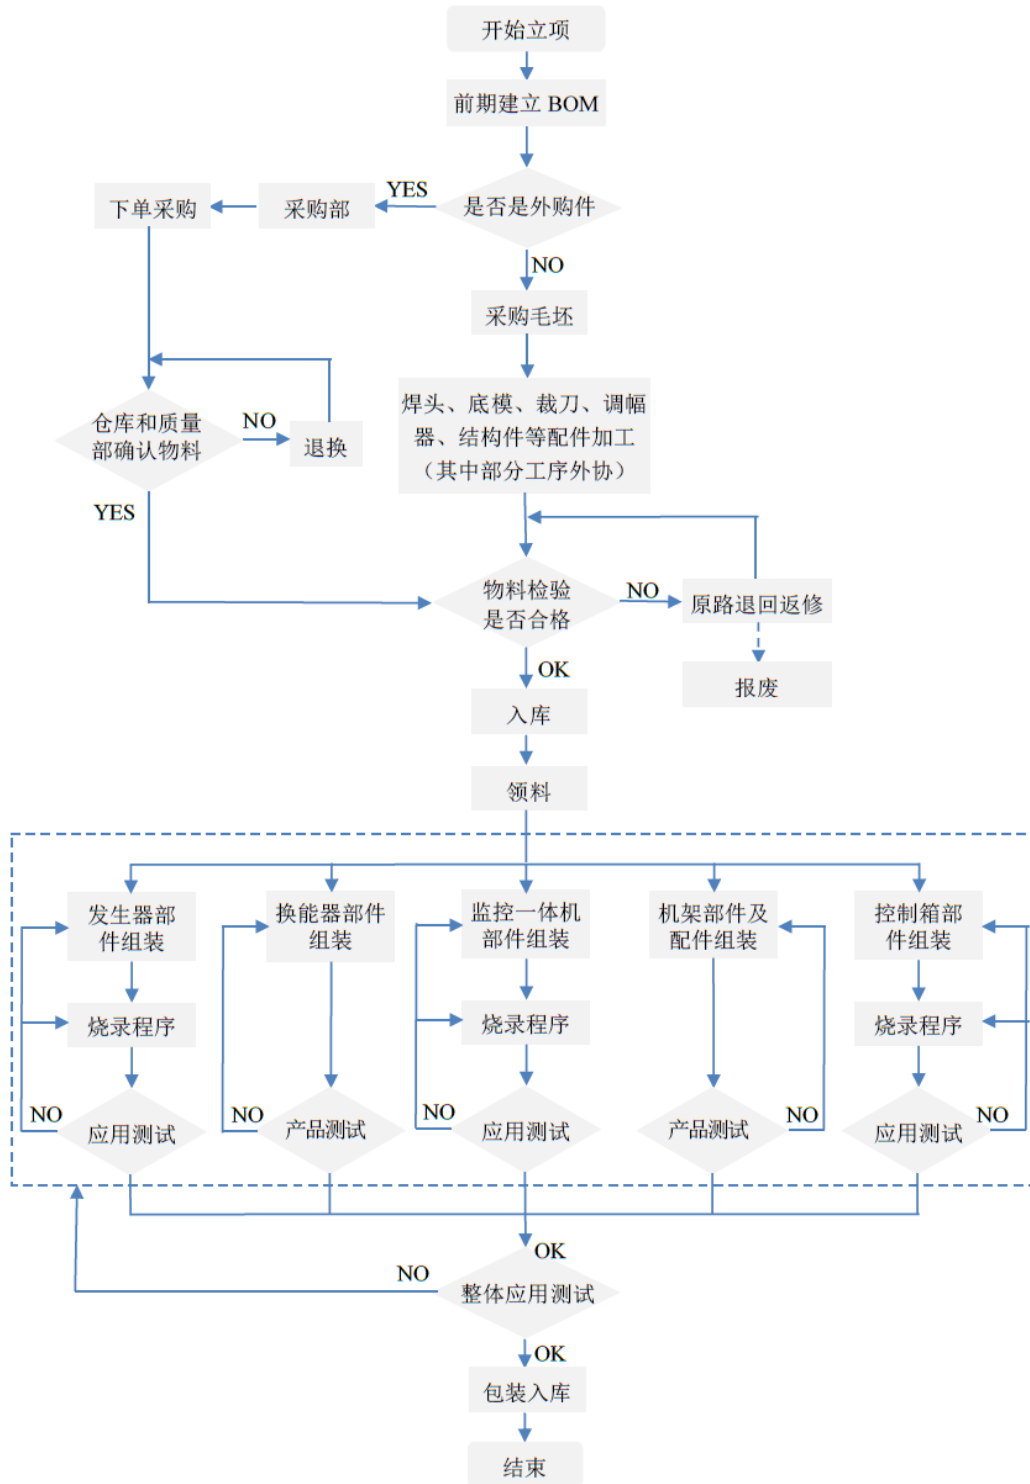 开始立项
前期建立 BOM
是否是外购件
YES
采购部
下单采购
NO
采购毛坯
焊头、底模、裁刀、调幅
器、结构件等配件加工
（其中部分工序外协）
仓库和质量
部确认物料
NO
退换
YES
物料检验
是否合格
NO
原路退回返修
报废
OK
入库
领料
发生器部
件组装
换能器部件
组装
监控一体机
部件组装
机架部件及
配件组装
控制箱部
件组装
烧录程序
烧录程序
烧录程序
NO
应用测试
NO
产品测试
NO
应用测试
产品测试
NO
应用测试
NO
OK
NO
整体应用测试
OK
包装入库
结束